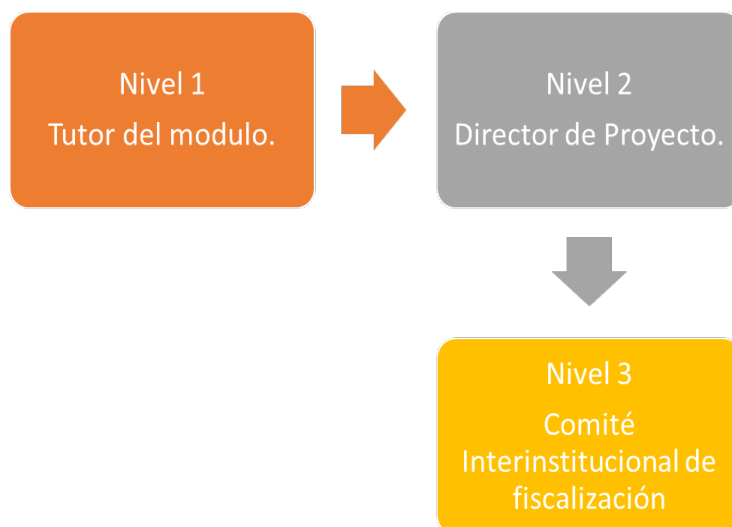 Nivel 1
Tutor del modulo.
Nivel 2
Director de Proyecto.
Nivel 3
Comité
Interinstitucional de
fiscalización